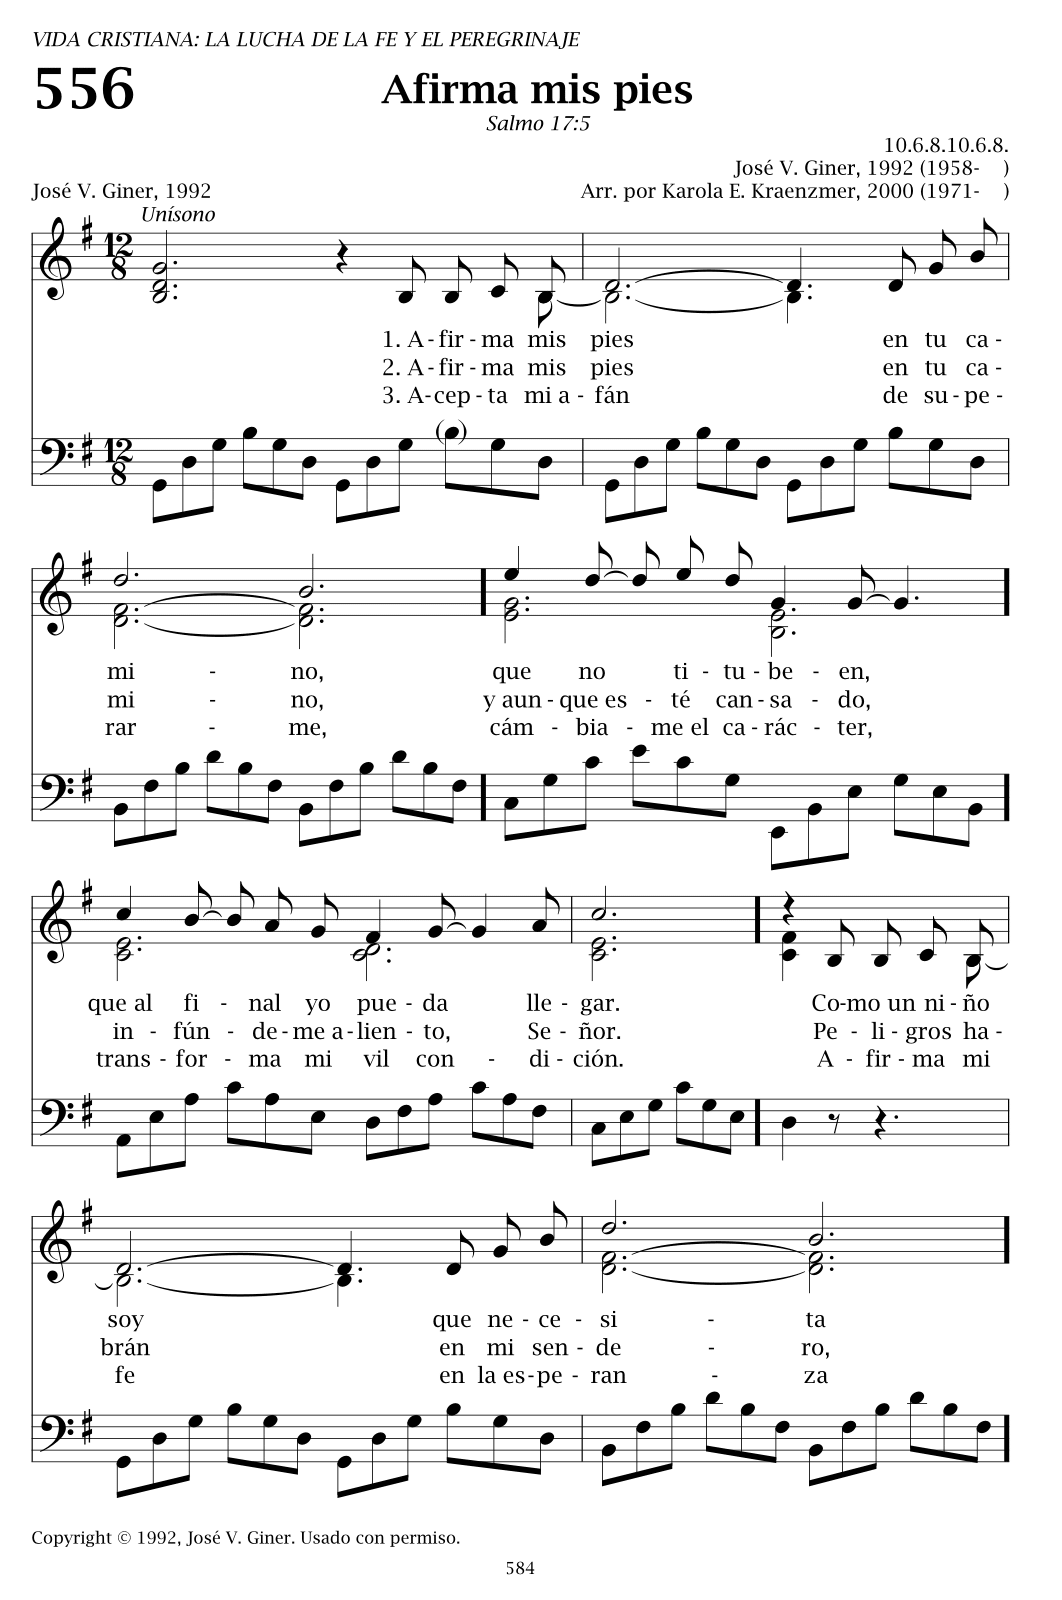 VIDA CRISTIANA: LA LUCHA DE LA FE Y EL PEREGRINAJE
556
Afirma mis pies
Salmo 17:5
10.6.8.10.6.8.
José V. Giner, 1992 (1958- )
José V. Giner, 1992
Arr. por Karola E. Kraenzmer, 2000 (1971- )
Unísono
1. A - fir - ma mis pies en tu ca -
2. A - fir - ma mis pies en tu ca -
3. A-cep - ta mi a - fán de su - pe -
mi - no, que no ti - tu - be - en,
mi - no, y aun - que es - té can - sa - do,
rar - me, cám - bia - me el ca - rác - ter,
que al fi - nal yo pue - da lle - gar. Co-mo un ni - ño
in - fún - de - me a - lien - to, Se - ñor. Pe - li - gros ha -
trans - for - ma mi vil con - di - ción. A - fir - ma mi
soy que ne - ce - si - ta
brán en mi sen - de - ro,
fe en la es - pe - ran - za
Copyright © 1992, José V. Giner. Usado con permiso.
584